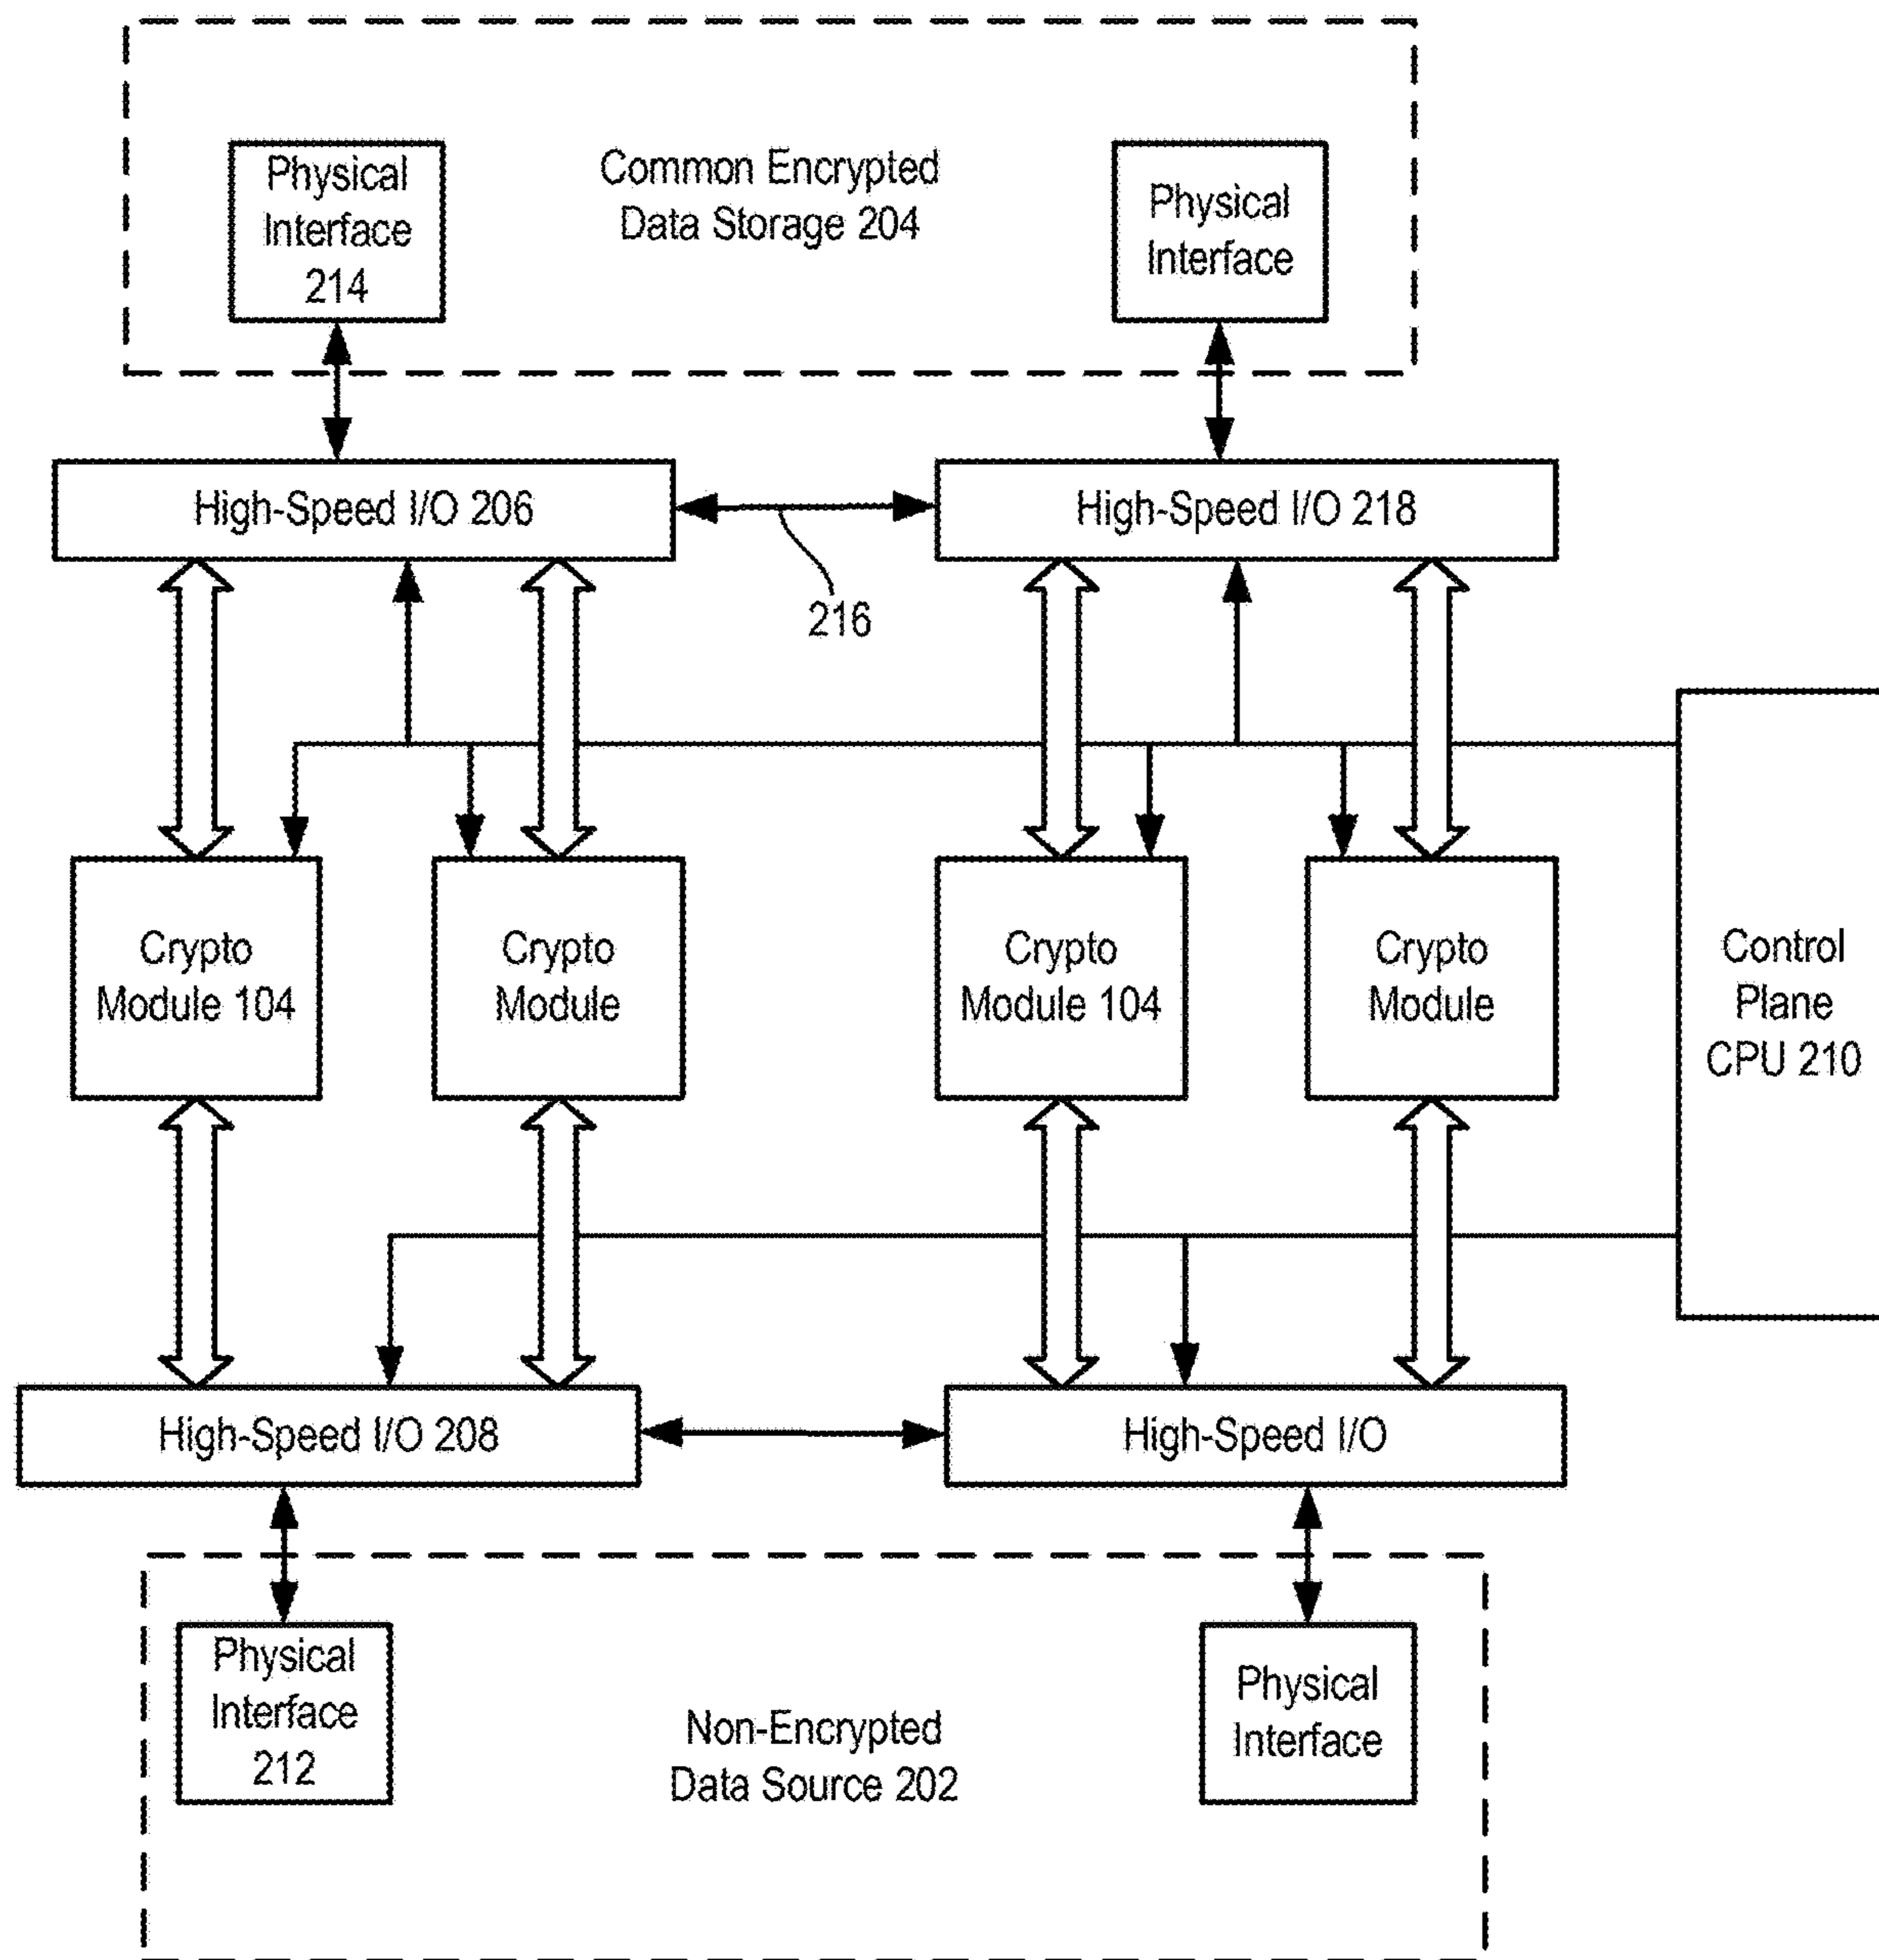 Physical
Interface
214
Common Encrypted
Data Storage 204
Physical
Interface
High-Speed I/O 206
High-Speed I/O 218
216
Crypto
Module 104
Crypto
Module
Crypto
Module 104
Crypto
Module
Control
Plane
CPU 210
High-Speed I/O 208
High-Speed I/O
Physical
Interface
212
Non-Encrypted
Data Source 202
Physical
Interface